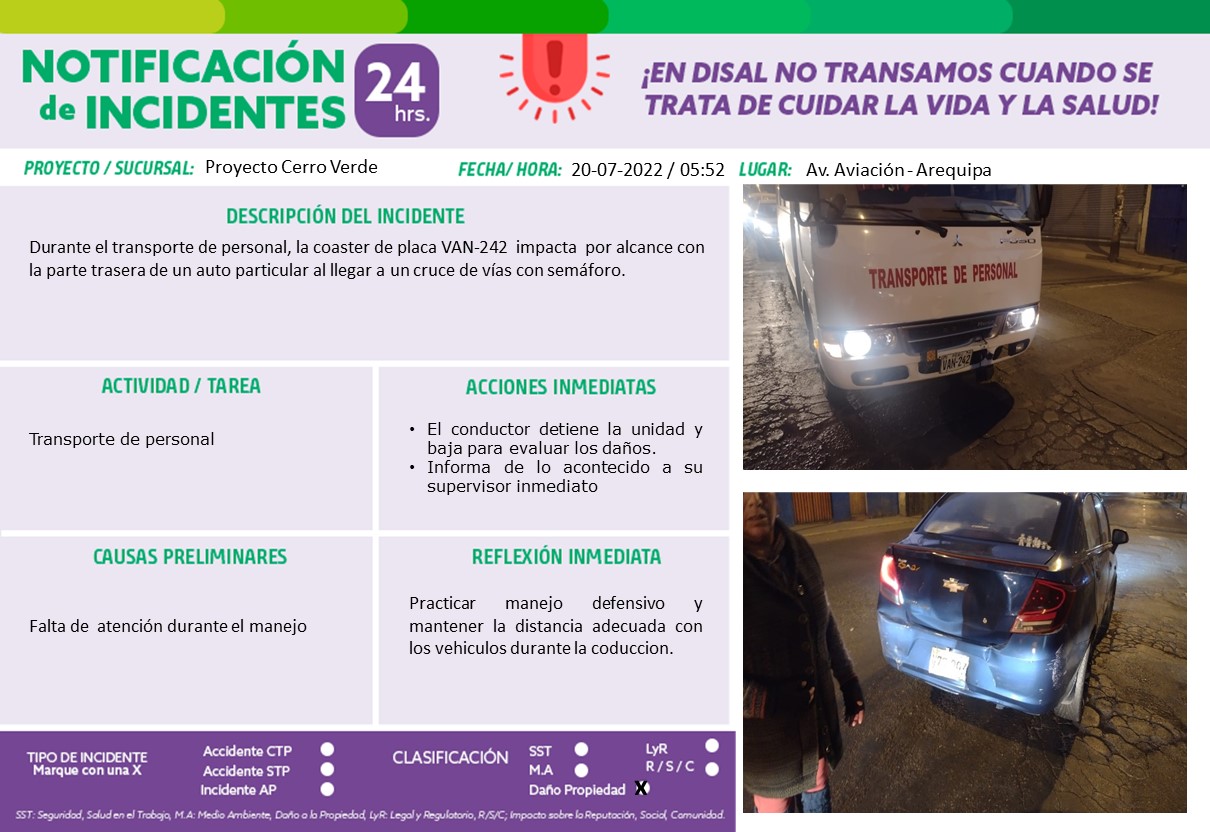 NOTIFICACIÓN
de INCIDENTES
24
hrs.
¡EN DISAL NO TRANSAMOS CUANDO SE
TRATA DE CUIDAR LA VIDA Y LA SALUD!
PROYECTO / SUCURSAL: Proyecto Cerro Verde FECHA/ HORA: 20-07-2022 / 05:52 LUGAR: Av. Aviación - Arequipa
DESCRIPCIÓN DEL INCIDENTE
Durante el transporte de personal, la coaster de placa VAN-242 impacta por alcance con
la parte trasera de un auto particular al llegar a un cruce de vías con semáforo.
ACTIVIDAD / TAREA
Transporte de personal
ACCIONES INMEDIATAS
• El conductor detiene la unidad y
baja para evaluar los daños.
• Informa de lo acontecido a su
supervisor inmediato
CAUSAS PRELIMINARES
Falta de atención durante el manejo
REFLEXIÓN INMEDIATA
Practicar manejo defensivo y
mantener la distancia adecuada con
los vehiculos durante la coduccion.
TIPO DE INCIDENTE
Marque con una X
Accidente CTP
Accidente STP
Incidente AP
CLASIFICACIÓN
SST
M.A
Daño Propiedad X
LyR
R/S/C
SST: Seguridad, Salud en el Trabajo, M.A: Medio Ambiente, Daño a la Propiedad, LyR: Legal y Regulatorio, R/S/C; Impacto sobre la Reputación, Social, Comunidad.
FUSO
TRANSPORTE DE PERSONAL
VAN-242